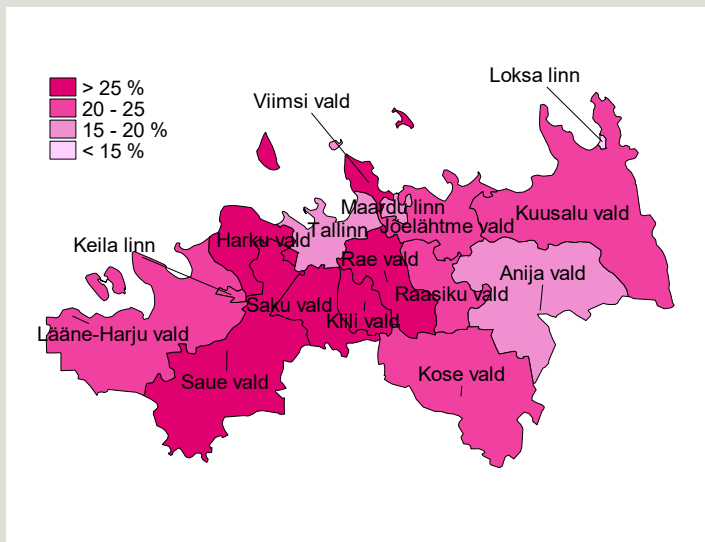 > 25 %
20 - 25
15 - 20 %
< 15 %
Loksa linn
Viimsi vald
Maardu linn
Kuusalu vald
Jõelähtme vald
Tallinn
Harku vald
Keila linn
Rae vald
Anija vald
Raasiku vald
Saku vald
Kiili vald
Lääne-Harju vald
Saue vald
Kose vald